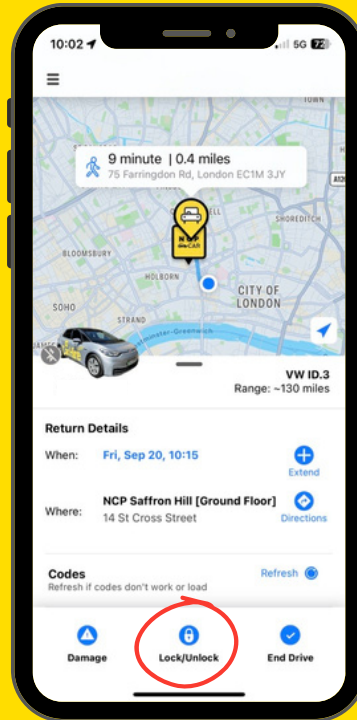 10:02
5G 72
TOWN
9 minute | 0.4 miles
75 Farringdon Rd, London EC1M 3JY
NCP
CAR
SHOREDITCH
BLOOMSBURY
HOLBORN
CITY OF
LONDON
SOHO
STRAND
VW ID.3
Range: ~130 miles
Return Details
When: Fri, Sep 20, 10:15
Extend
Where: NCP Saffron Hill [Ground Floor]
14 St Cross Street
Directions
Codes
Refresh if codes don't work or load
Refresh
Damage
Lock/Unlock
End Drive